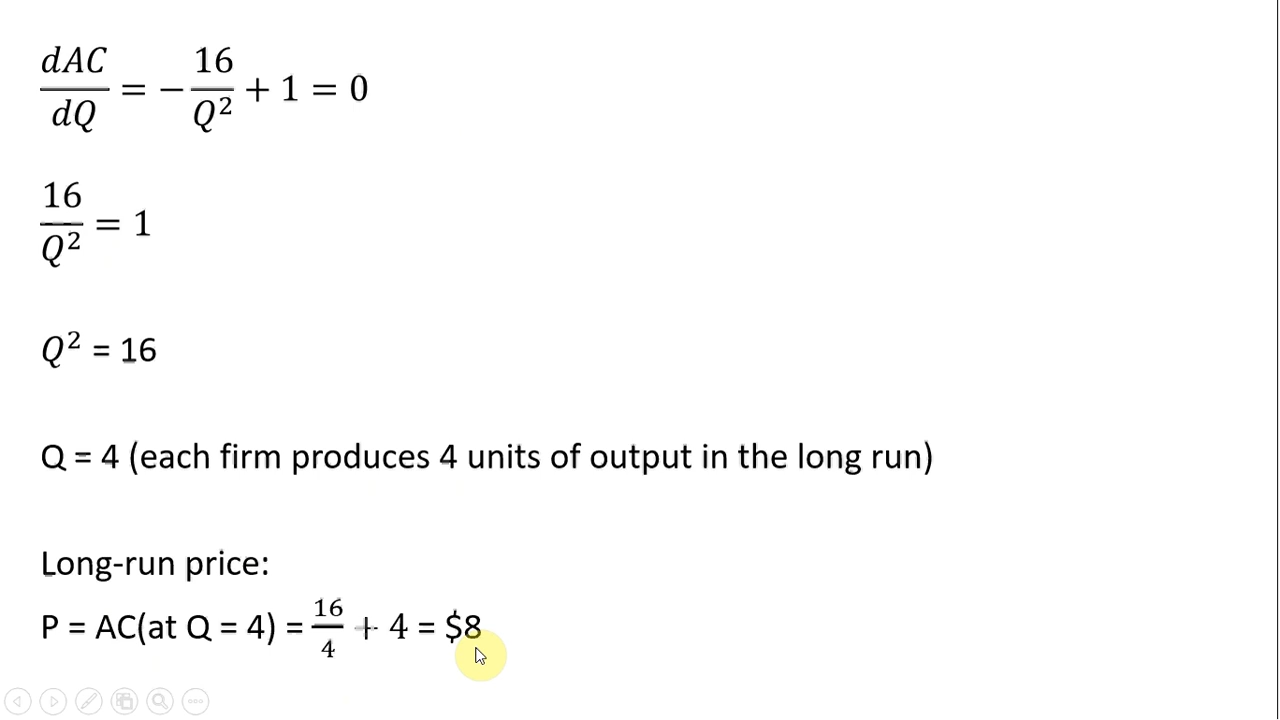 dAC/dQ = −16/Q² + 1 = 0
16/Q² = 1
Q² = 16
Q = 4 (each firm produces 4 units of output in the long run)
Long-run price:
P = AC(at Q = 4) = 16/4 + 4 = $8